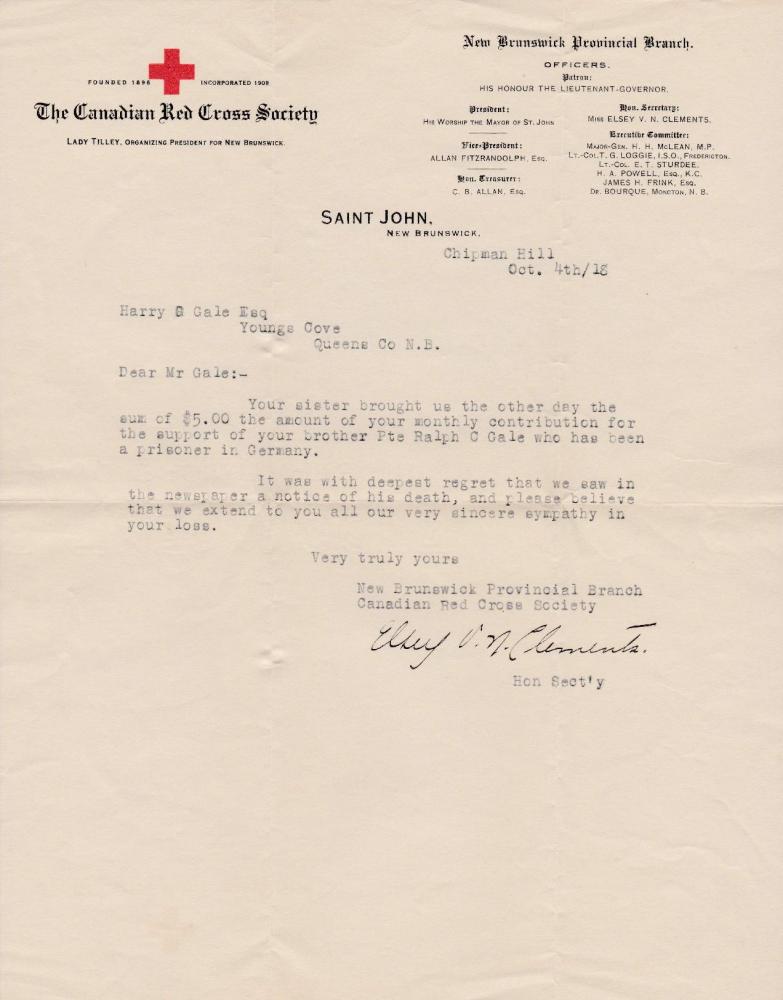 FOUNDED 1896 INCORPORATED 1909
The Canadian Red Cross Society
LADY TILLEY, ORGANIZING PRESIDENT FOR NEW BRUNSWICK.
New Brunswick Provincial Branch.
OFFICERS.
Patron:
HIS HONOUR THE LIEUTENANT-GOVERNOR.
President:
HIS WORSHIP THE MAYOR OF ST. JOHN
Vice-President:
ALLAN FITZRANDOLPH, ESQ.
Hon. Treasurer:
C. B. ALLAN, ESQ.
Hon. Secretary:
MISS ELSEY V. N. CLEMENTS.
Executive Committee:
MAJOR-GEN. H. H. McLEAN, M.P.
LT.-COL. T. G. LOGGIE, I.S.O., FREDERICTON.
LT.-COL. E. T. STURDEE.
H. A. POWELL, ESQ., K.C.
JAMES H. FRINK, ESQ.
DR. BOURQUE, MONCTON, N. B.
SAINT JOHN,
NEW BRUNSWICK.
Chipman Hill
Oct. 4th/18
Harry G Gale Esq
Youngs Cove
Queens Co N.B.
Dear Mr Gale:-
Your sister brought us the other day the
sum of $5.00 the amount of your monthly contribution for
the support of your brother Pte Ralph C Gale who has been
a prisoner in Germany.
It was with deepest regret that we saw in
the newspaper a notice of his death, and please believe
that we extend to you all our very sincere sympathy in
your loss.
Very truly yours
New Brunswick Provincial Branch
Canadian Red Cross Society
Elsey V. N. Clements.
Hon Sect'y